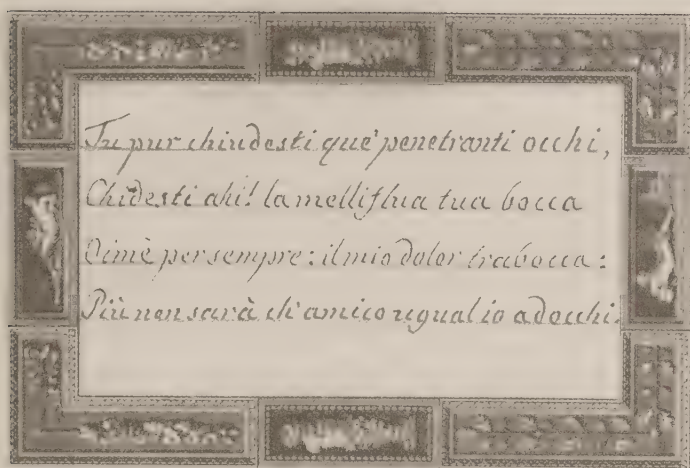 Tu pur chiudesti que' penetranti occhi,
Chidesti ahi! la melliflua tua bocca
Oimè per sempre: il mio dolor trabocca:
Più non sarà ch' amico ugual io adocchi.